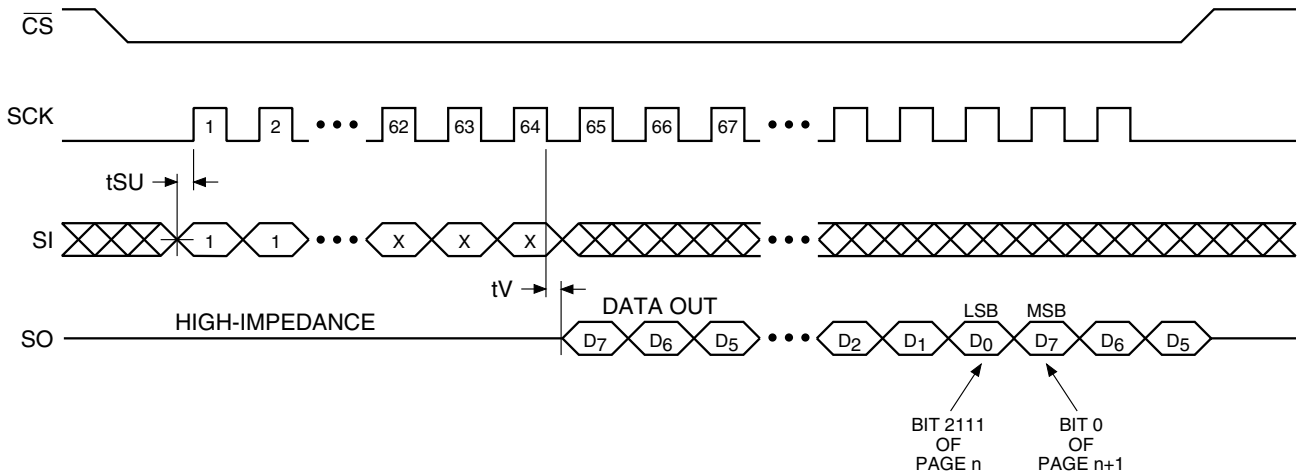 CS
SCK
1 2 ••• 62 63 64 65 66 67 •••
tSU
SI
1 1 ••• X X X •••
tV
HIGH-IMPEDANCE
DATA OUT
LSB MSB
SO
D7 D6 D5 ••• D2 D1 D0 D7 D6 D5
BIT 2111
OF
PAGE n
BIT 0
OF
PAGE n+1